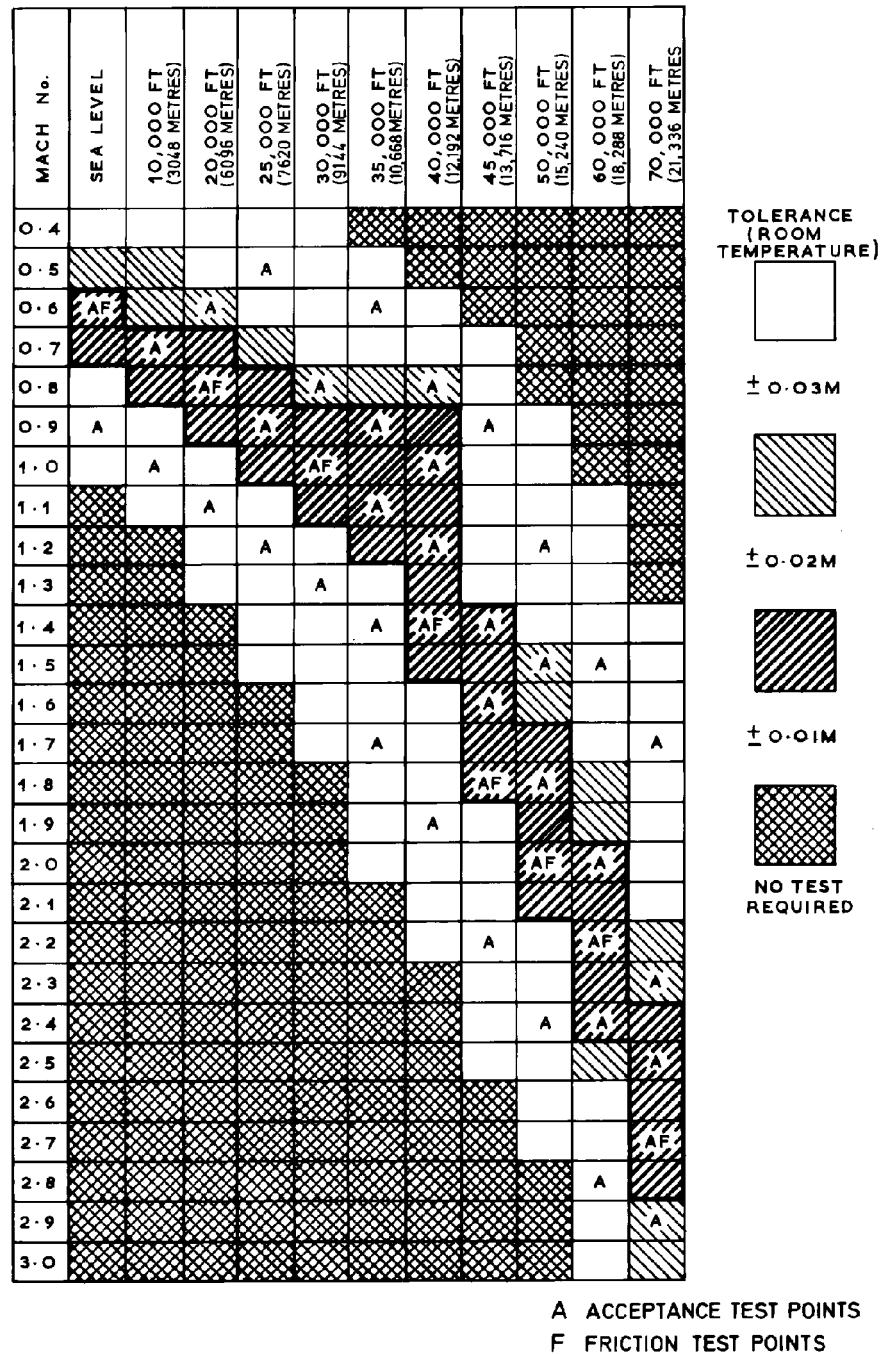 MACH No.
SEA LEVEL
10,000 FT
(3048 METRES)
20,000 FT
(6096 METRES)
25,000 FT
(7620 METRES)
30,000 FT
(9144 METRES)
35,000 FT
(10,668 METRES)
40,000 FT
(12,192 METRES)
45,000 FT
(13,716 METRES)
50,000 FT
(15,240 METRES)
60,000 FT
(18,288 METRES)
70,000 FT
(21,336 METRES
0·4
0·5 A
0·6 AF A A
0·7 A
0·8 AF A A
0·9 A A A A
1·0 A AF A
1·1 A A
1·2 A A A
1·3 A
1·4 A AF A
1·5 A A
1·6 A
1·7 A A
1·8 AF A
1·9 A
2·0 AF A
2·1
2·2 A AF
2·3 A
2·4 A A
2·5 A
2·6
2·7 AF
2·8 A
2·9 A
3·0
TOLERANCE
(ROOM
TEMPERATURE)
± 0·03M
± 0·02M
± 0·01M
NO TEST
REQUIRED
A ACCEPTANCE TEST POINTS
F FRICTION TEST POINTS